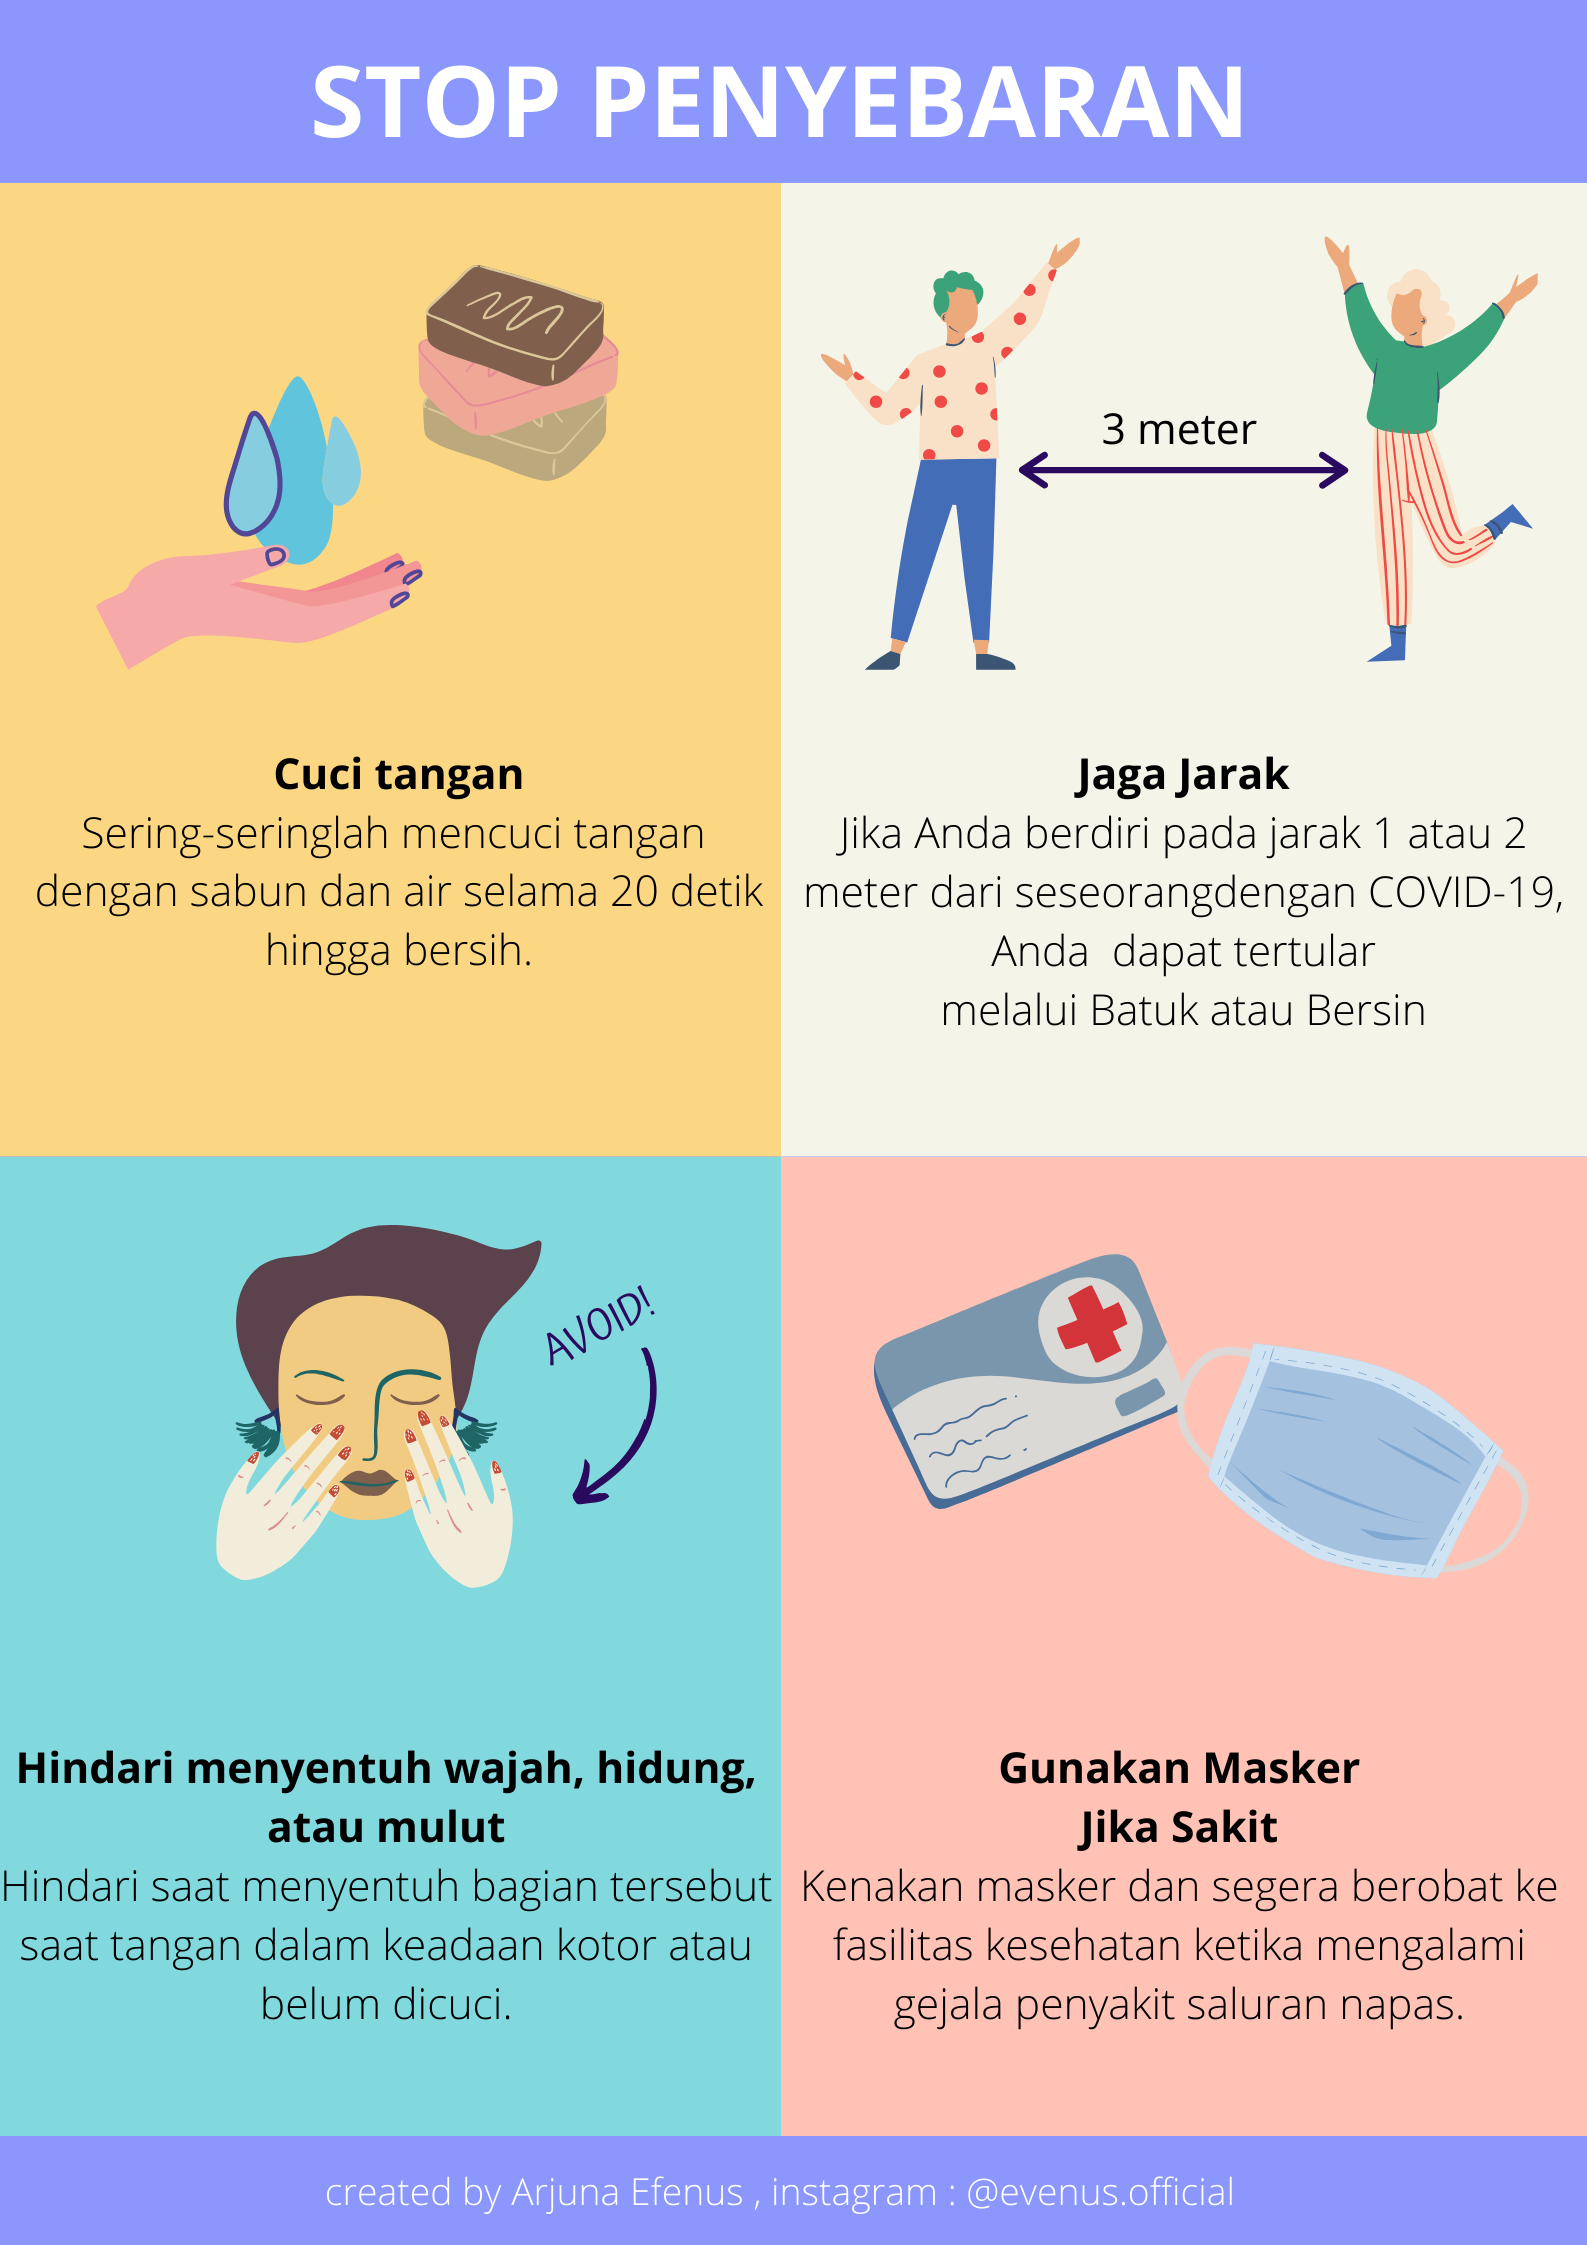 STOP PENYEBARAN
3 meter
Cuci tangan
Sering-seringlah mencuci tangan
dengan sabun dan air selama 20 detik
hingga bersih.
Jaga Jarak
Jika Anda berdiri pada jarak 1 atau 2
meter dari seseorangdengan COVID-19,
Anda  dapat tertular
melalui Batuk atau Bersin
AVOID!
Hindari menyentuh wajah, hidung,
atau mulut
Hindari saat menyentuh bagian tersebut
saat tangan dalam keadaan kotor atau
belum dicuci.
Gunakan Masker
Jika Sakit
Kenakan masker dan segera berobat ke
fasilitas kesehatan ketika mengalami
gejala penyakit saluran napas.
created by Arjuna Efenus , instagram : @evenus.official